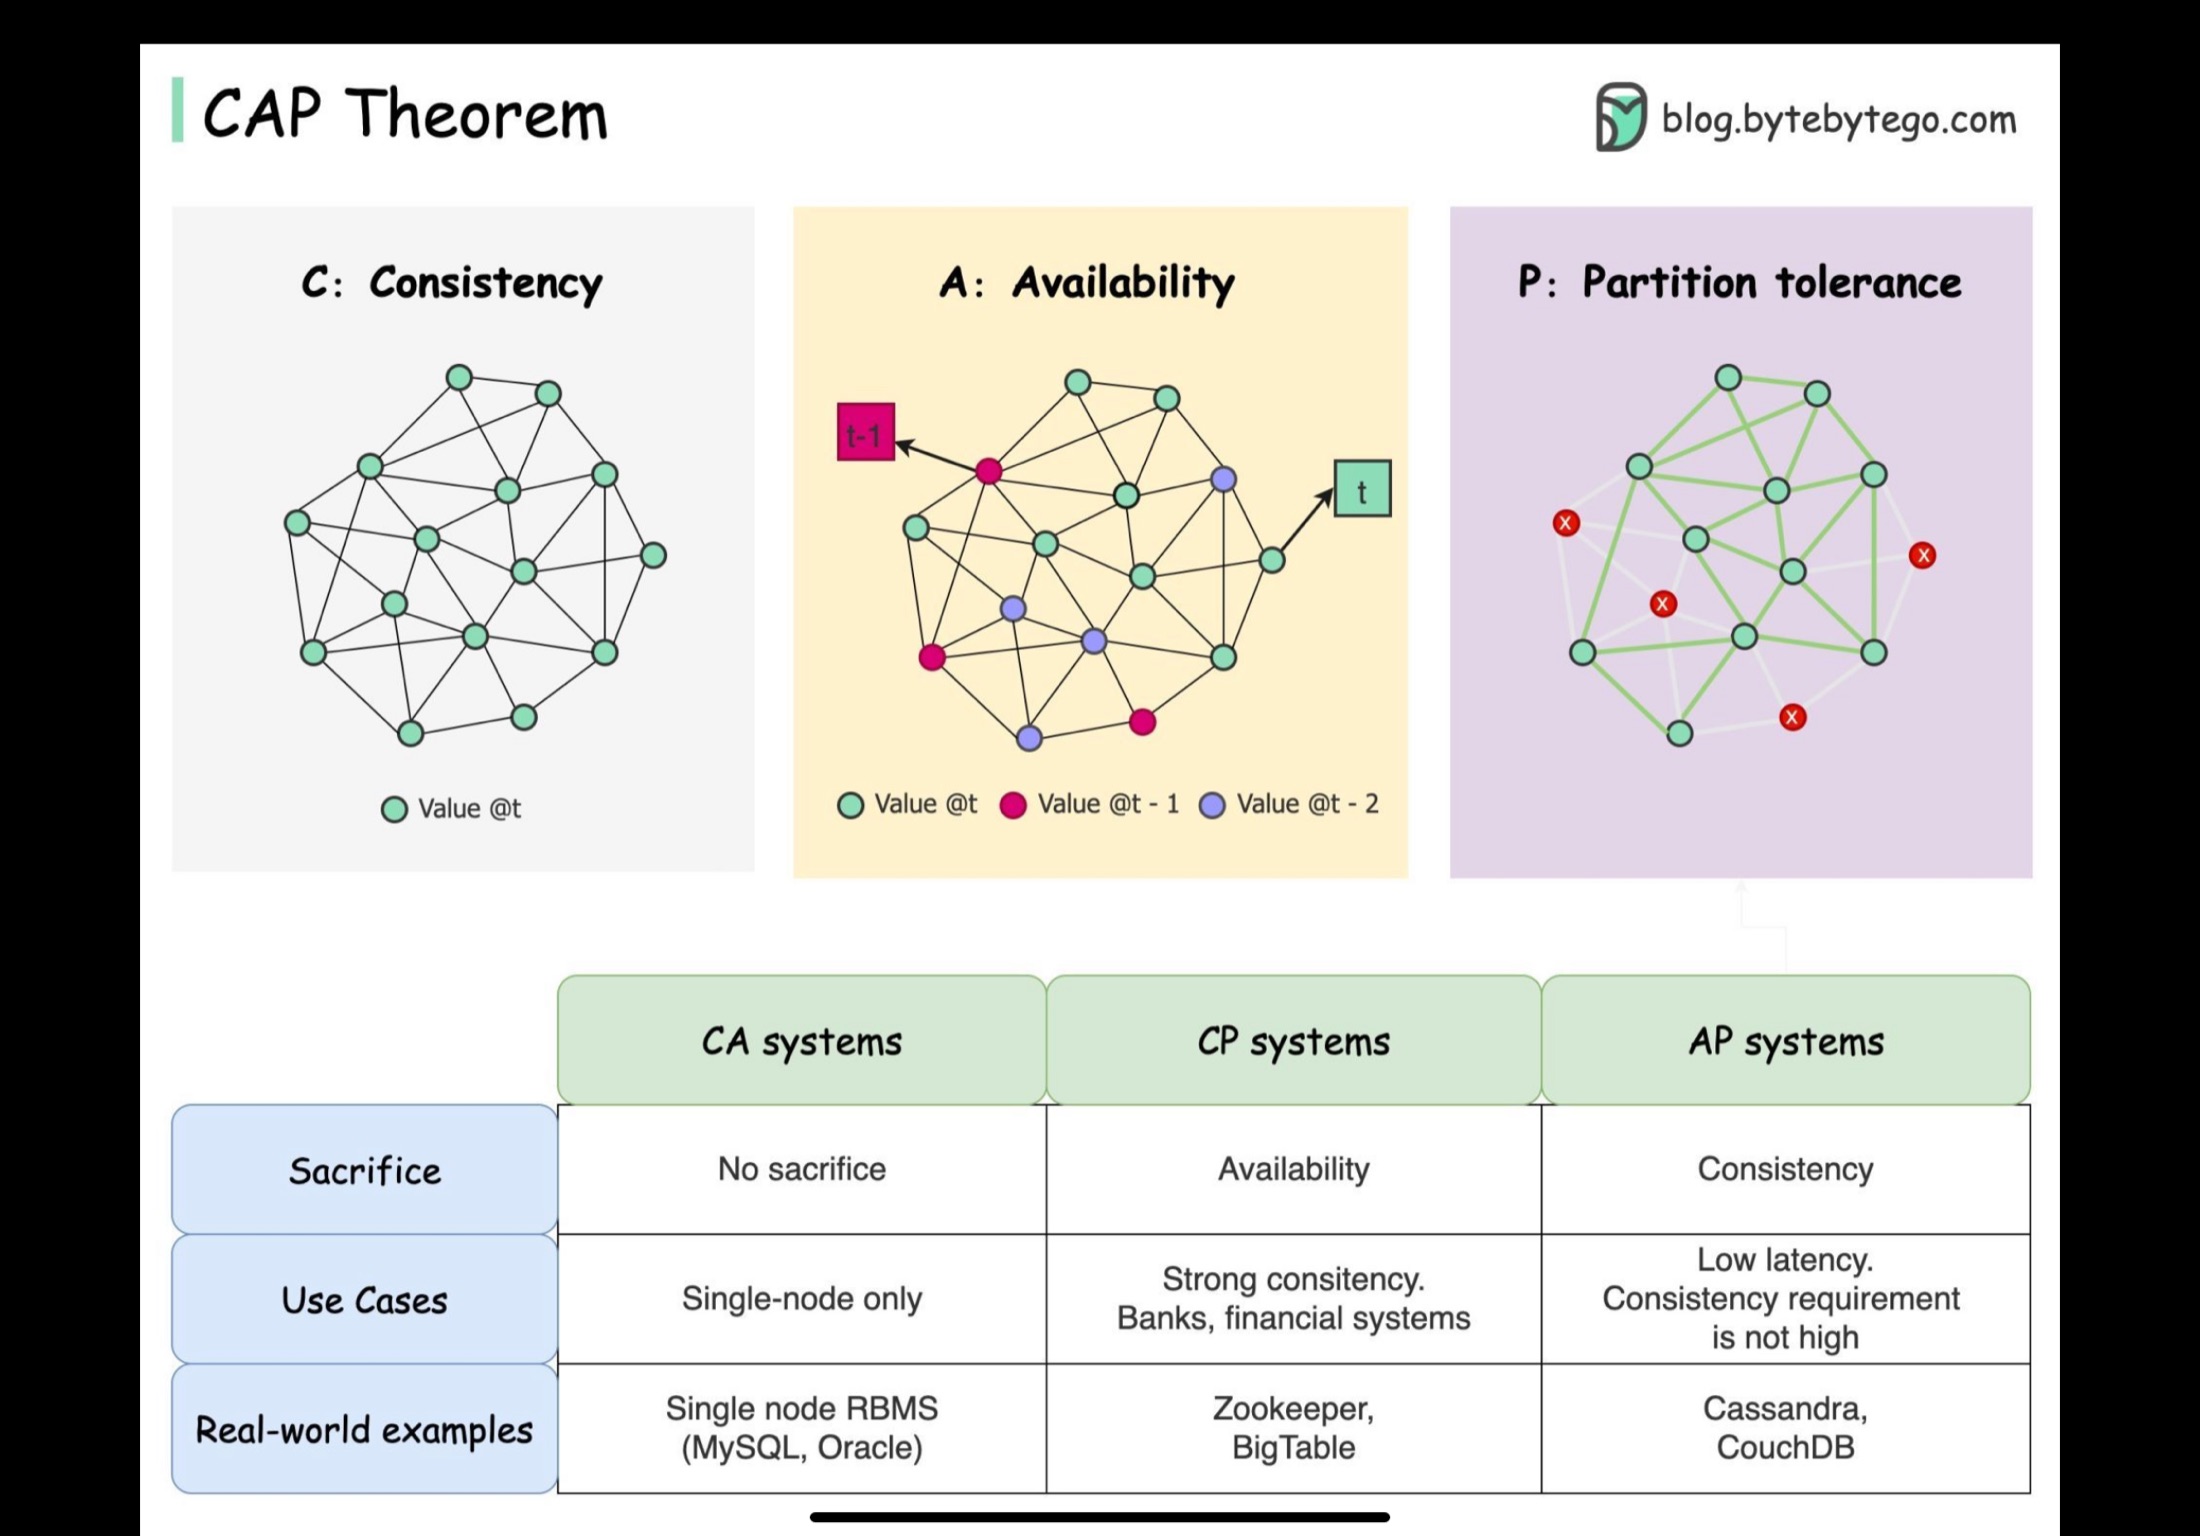 CAP Theorem
blog.bytebytego.com
C: Consistency
A: Availability
P: Partition tolerance
t-1
t
X
X
X
X
Value @t
Value @t
Value @t - 1
Value @t - 2
CA systems
CP systems
AP systems
Sacrifice
No sacrifice
Availability
Consistency
Use Cases
Single-node only
Strong consitency.
Banks, financial systems
Low latency.
Consistency requirement
is not high
Real-world examples
Single node RBMS
(MySQL, Oracle)
Zookeeper,
BigTable
Cassandra,
CouchDB